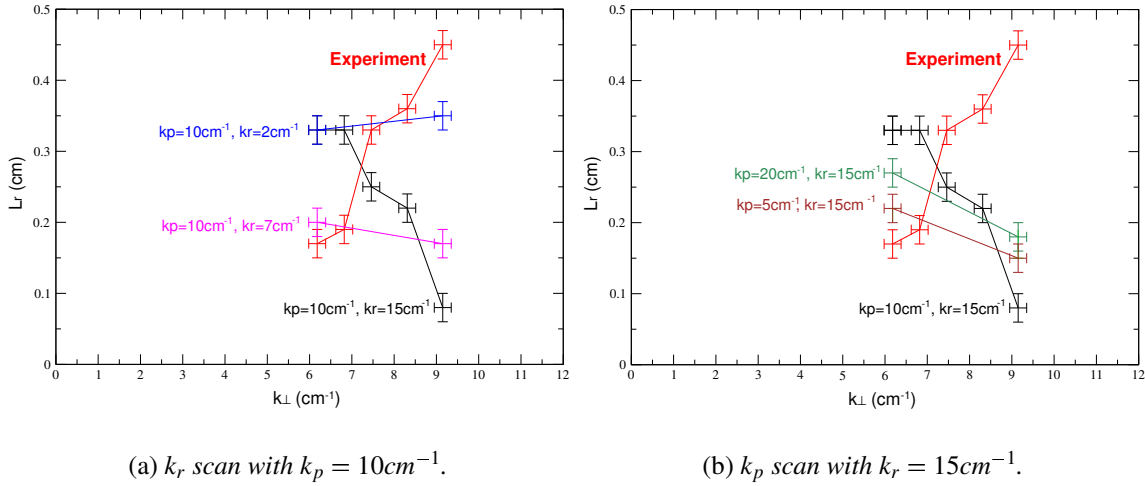 0.5
0.4
0.3
0.2
0.1
0
Lr (cm)
Experiment
kp=10cm⁻¹, kr=2cm⁻¹
kp=10cm⁻¹, kr=7cm⁻¹
kp=10cm⁻¹, kr=15cm⁻¹
0 1 2 3 4 5 6 7 8 9 10 11 12
k⊥ (cm⁻¹)
(a) kr scan with kp = 10cm⁻¹.
0.5
0.4
0.3
0.2
0.1
0
Lr (cm)
Experiment
kp=20cm⁻¹, kr=15cm⁻¹
kp=5cm⁻¹, kr=15cm⁻¹
kp=10cm⁻¹, kr=15cm⁻¹
0 1 2 3 4 5 6 7 8 9 10 11 12
k⊥ (cm⁻¹)
(b) kp scan with kr = 15cm⁻¹.